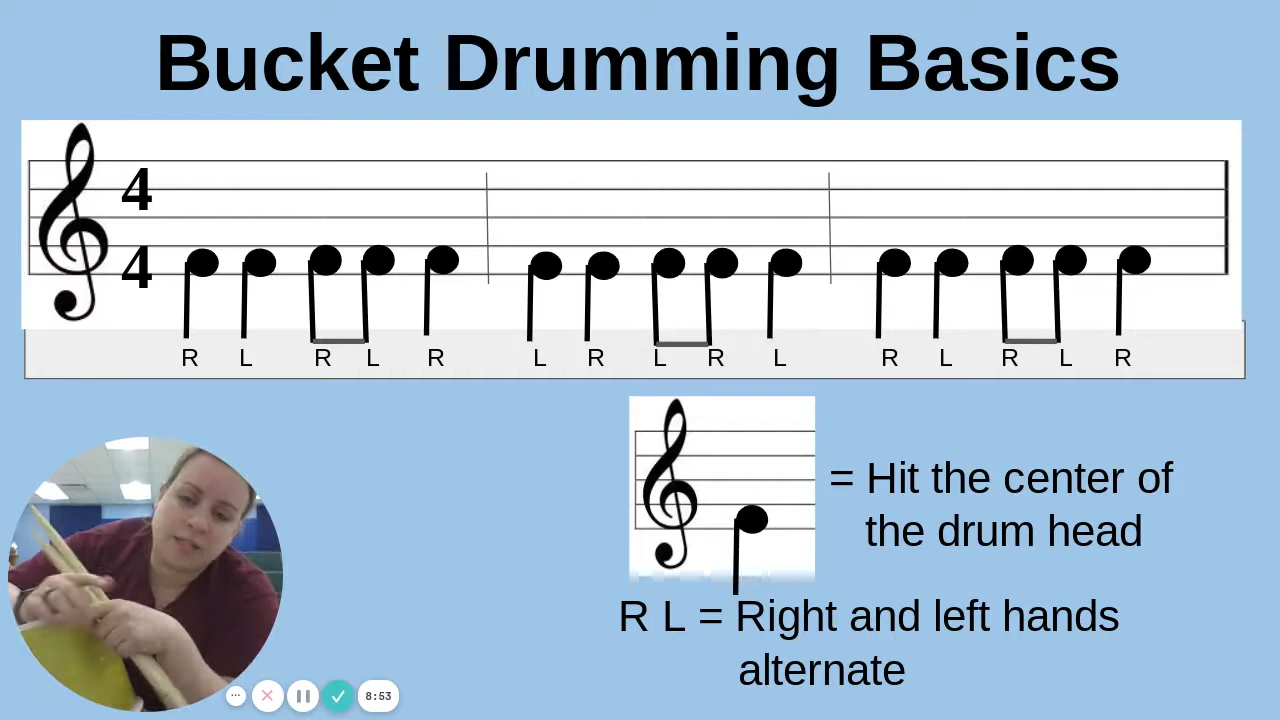 Bucket Drumming Basics
4
4
R L R L R L R L R L R L R L R
= Hit the center of
the drum head
R L = Right and left hands
alternate
8:53